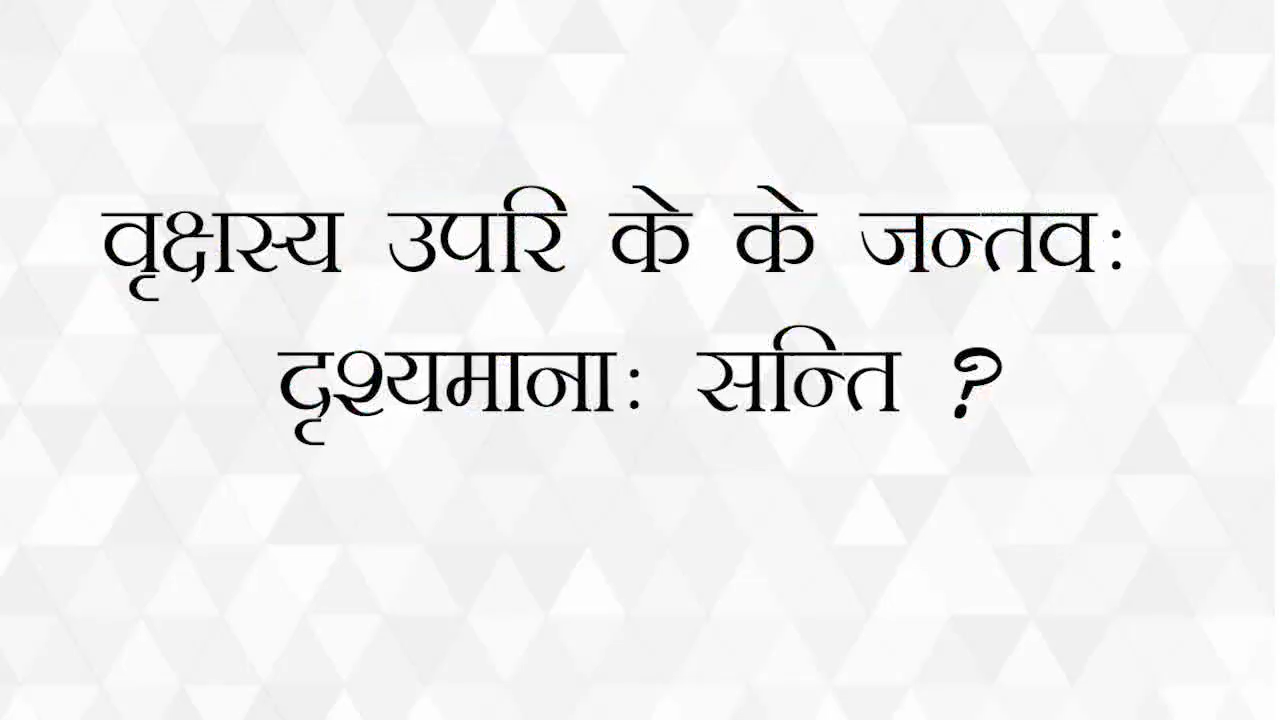 वृक्षस्य उपरि के के जन्तवः
दृश्यमानाः सन्ति ?